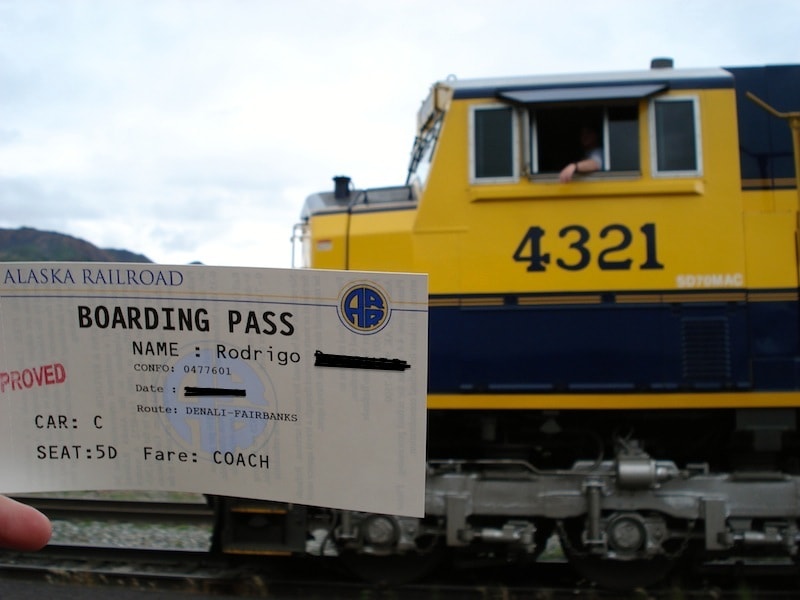 ALASKA RAILROAD
BOARDING PASS
ARR
NAME : Rodrigo
CONFO: 0477601
PROVED
Date :
Route: DENALI-FAIRBANKS
CAR: C
SEAT:5D Fare: COACH
4321
SD70MAC